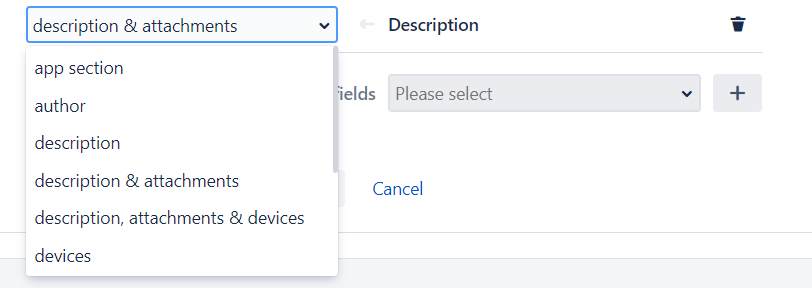 description & attachments
Description
app section
author
fields
Please select
description
description & attachments
Cancel
description, attachments & devices
devices